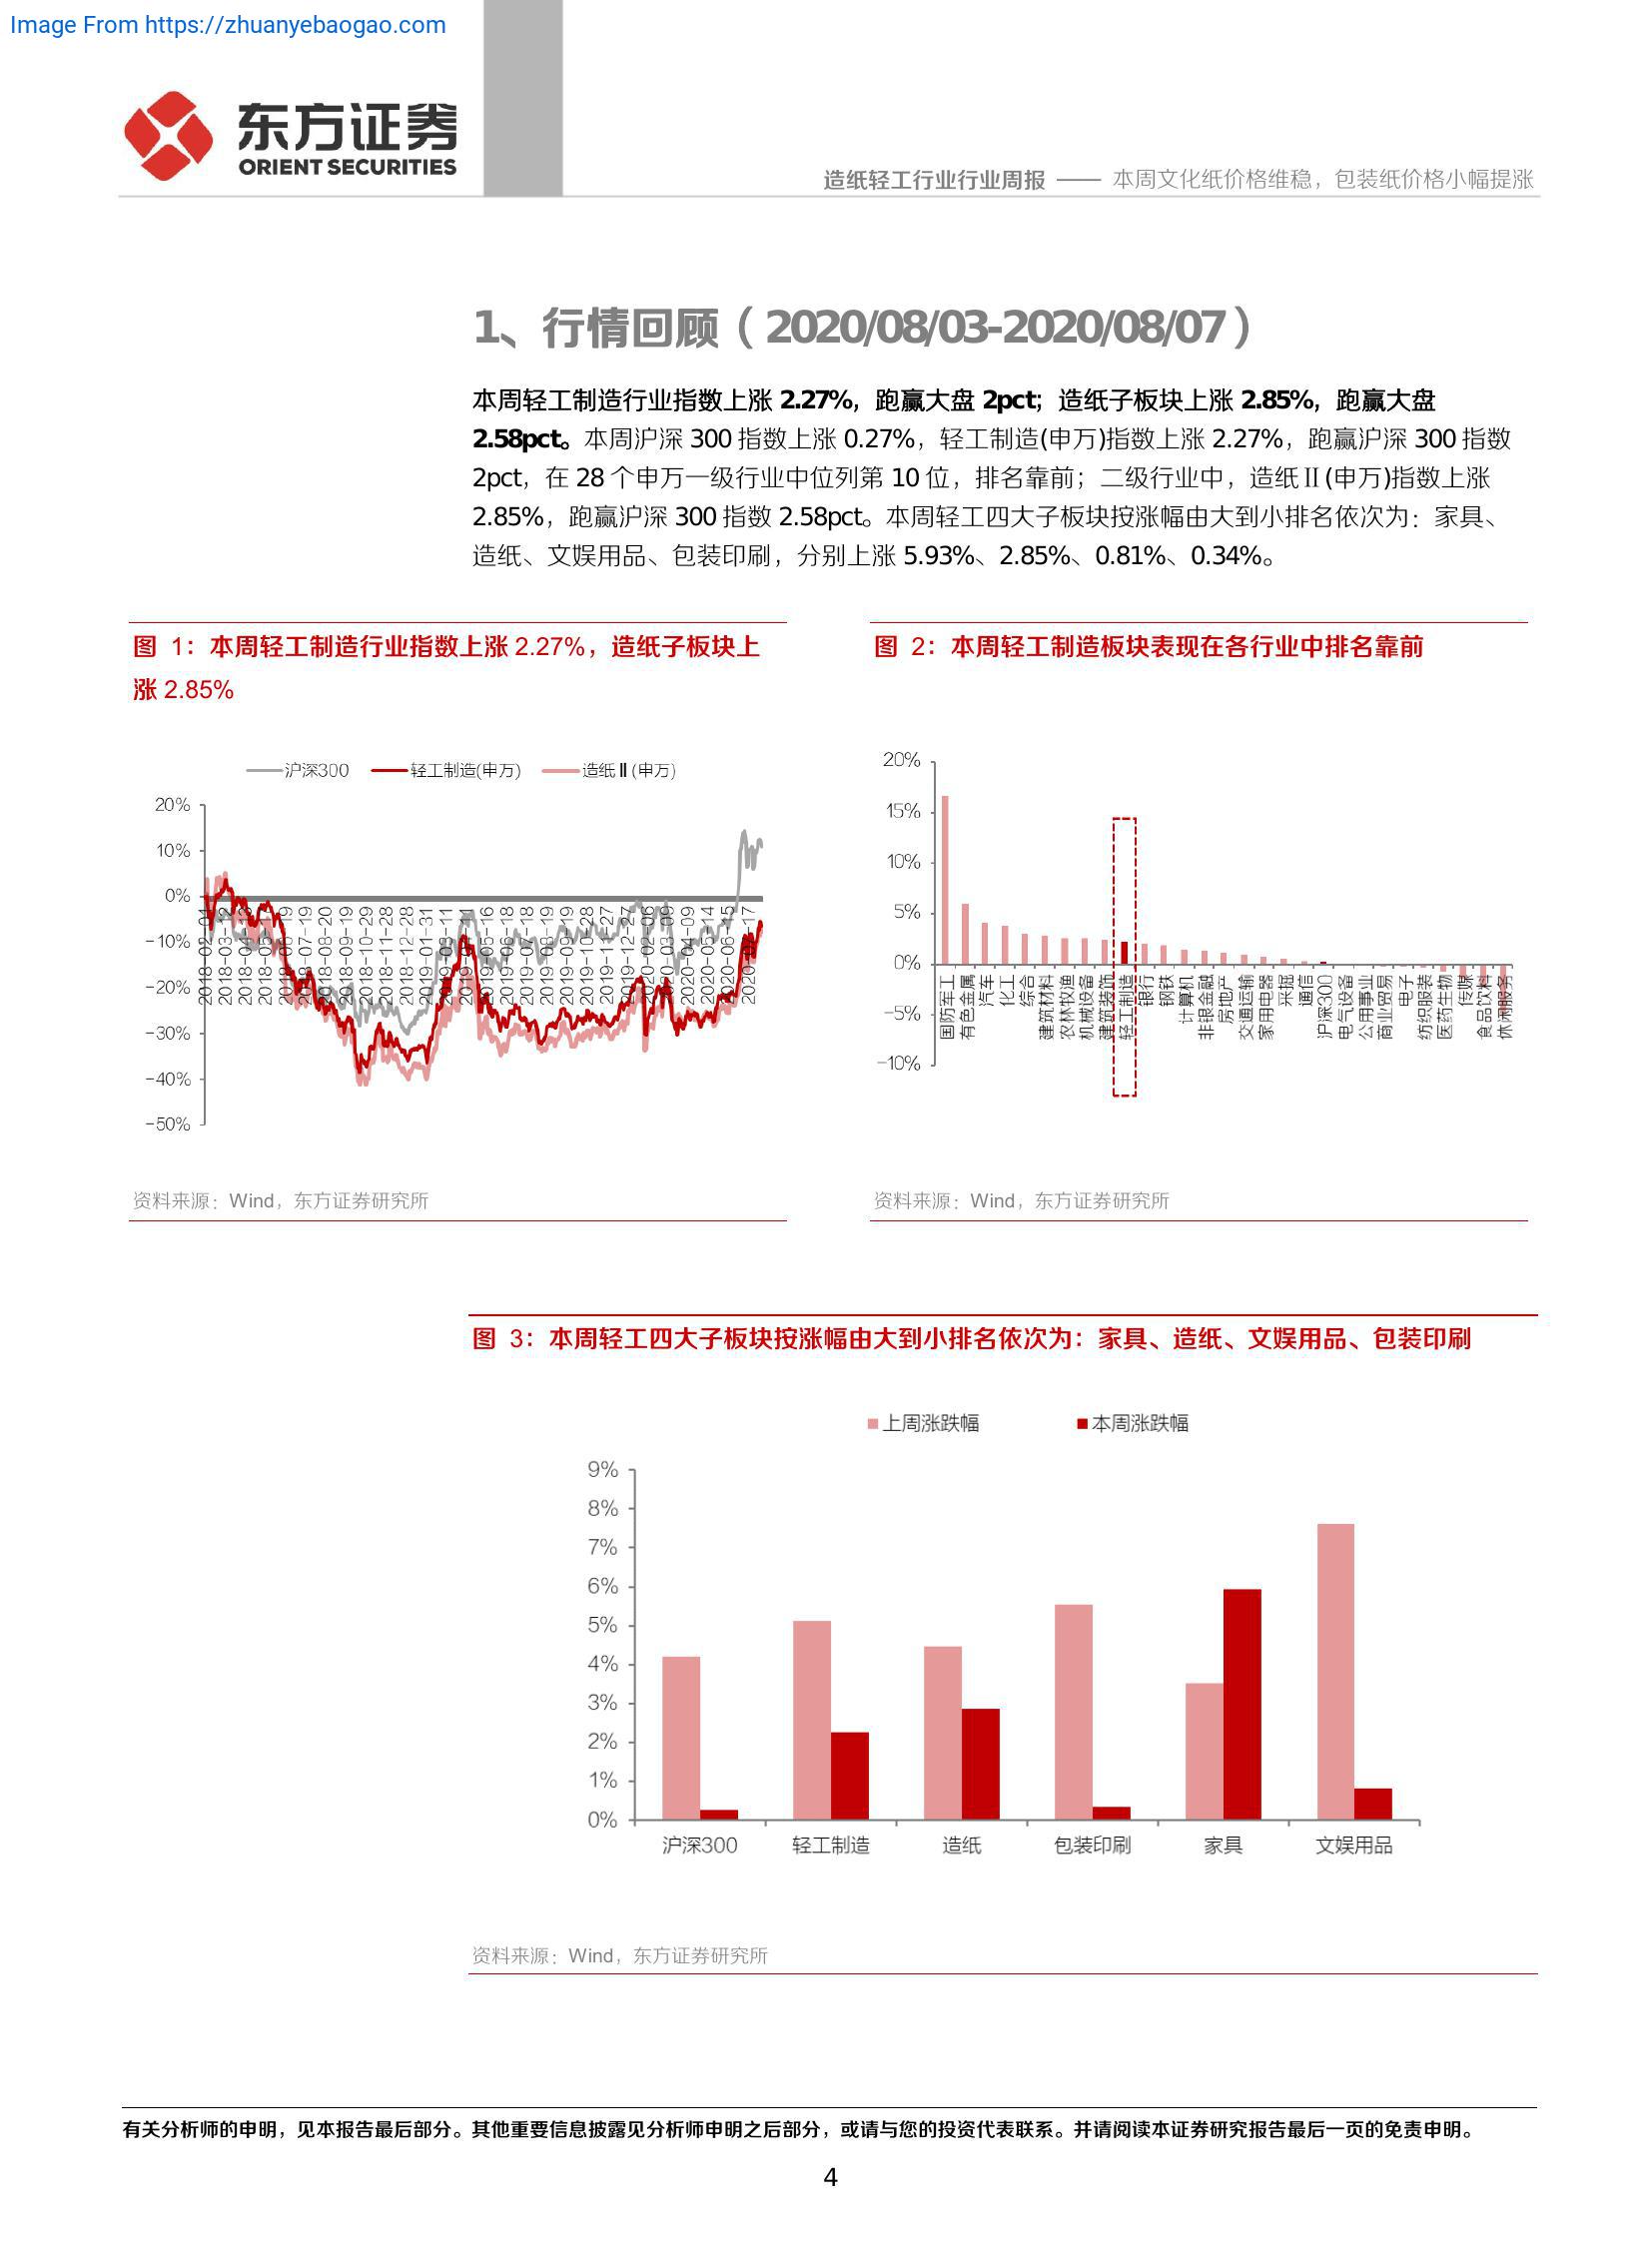 Image From https://zhuanyebaogao.com
东方证券
ORIENT SECURITIES
造纸轻工行业行业周报 —— 本周文化纸价格维稳，包装纸价格小幅提涨
1、行情回顾（2020/08/03-2020/08/07）
本周轻工制造行业指数上涨 2.27%，跑赢大盘 2pct；造纸子板块上涨 2.85%，跑赢大盘
2.58pct。本周沪深 300 指数上涨 0.27%，轻工制造(申万)指数上涨 2.27%，跑赢沪深 300 指数
2pct，在 28 个申万一级行业中位列第 10 位，排名靠前；二级行业中，造纸Ⅱ(申万)指数上涨
2.85%，跑赢沪深 300 指数 2.58pct。本周轻工四大子板块按涨幅由大到小排名依次为：家具、
造纸、文娱用品、包装印刷，分别上涨 5.93%、2.85%、0.81%、0.34%。
图 1：本周轻工制造行业指数上涨 2.27%，造纸子板块上
涨 2.85%
沪深300 轻工制造(申万) 造纸Ⅱ(申万)
20%
10%
0%
-10%
-20%
-30%
-40%
-50%
2018-03-12
2018-07-19
2018-08-20
2018-09-19
2018-10-29
2018-11-28
2018-12-28
2019-01-31
2019-03-11
2019-05-16
2019-06-18
2019-07-18
2019-08-19
2019-09-19
2019-10-28
2019-11-27
2019-12-27
2020-02-06
2020-03-09
2020-04-09
2020-05-14
2020-06-15
2020-07-17
资料来源：Wind，东方证券研究所
图 2：本周轻工制造板块表现在各行业中排名靠前
20%
15%
10%
5%
0%
-5%
-10%
国防军工
有色金属
汽车
化工
综合
建筑材料
农林牧渔
机械设备
建筑装饰
轻工制造
银行
钢铁
计算机
非银金融
房地产
交通运输
家用电器
采掘
通信
沪深300
电气设备
公用事业
商业贸易
电子
纺织服装
医药生物
传媒
食品饮料
休闲服务
资料来源：Wind，东方证券研究所
图 3：本周轻工四大子板块按涨幅由大到小排名依次为：家具、造纸、文娱用品、包装印刷
上周涨跌幅 本周涨跌幅
9%
8%
7%
6%
5%
4%
3%
2%
1%
0%
沪深300 轻工制造 造纸 包装印刷 家具 文娱用品
资料来源：Wind，东方证券研究所
有关分析师的申明，见本报告最后部分。其他重要信息披露见分析师申明之后部分，或请与您的投资代表联系。并请阅读本证券研究报告最后一页的免责申明。
4